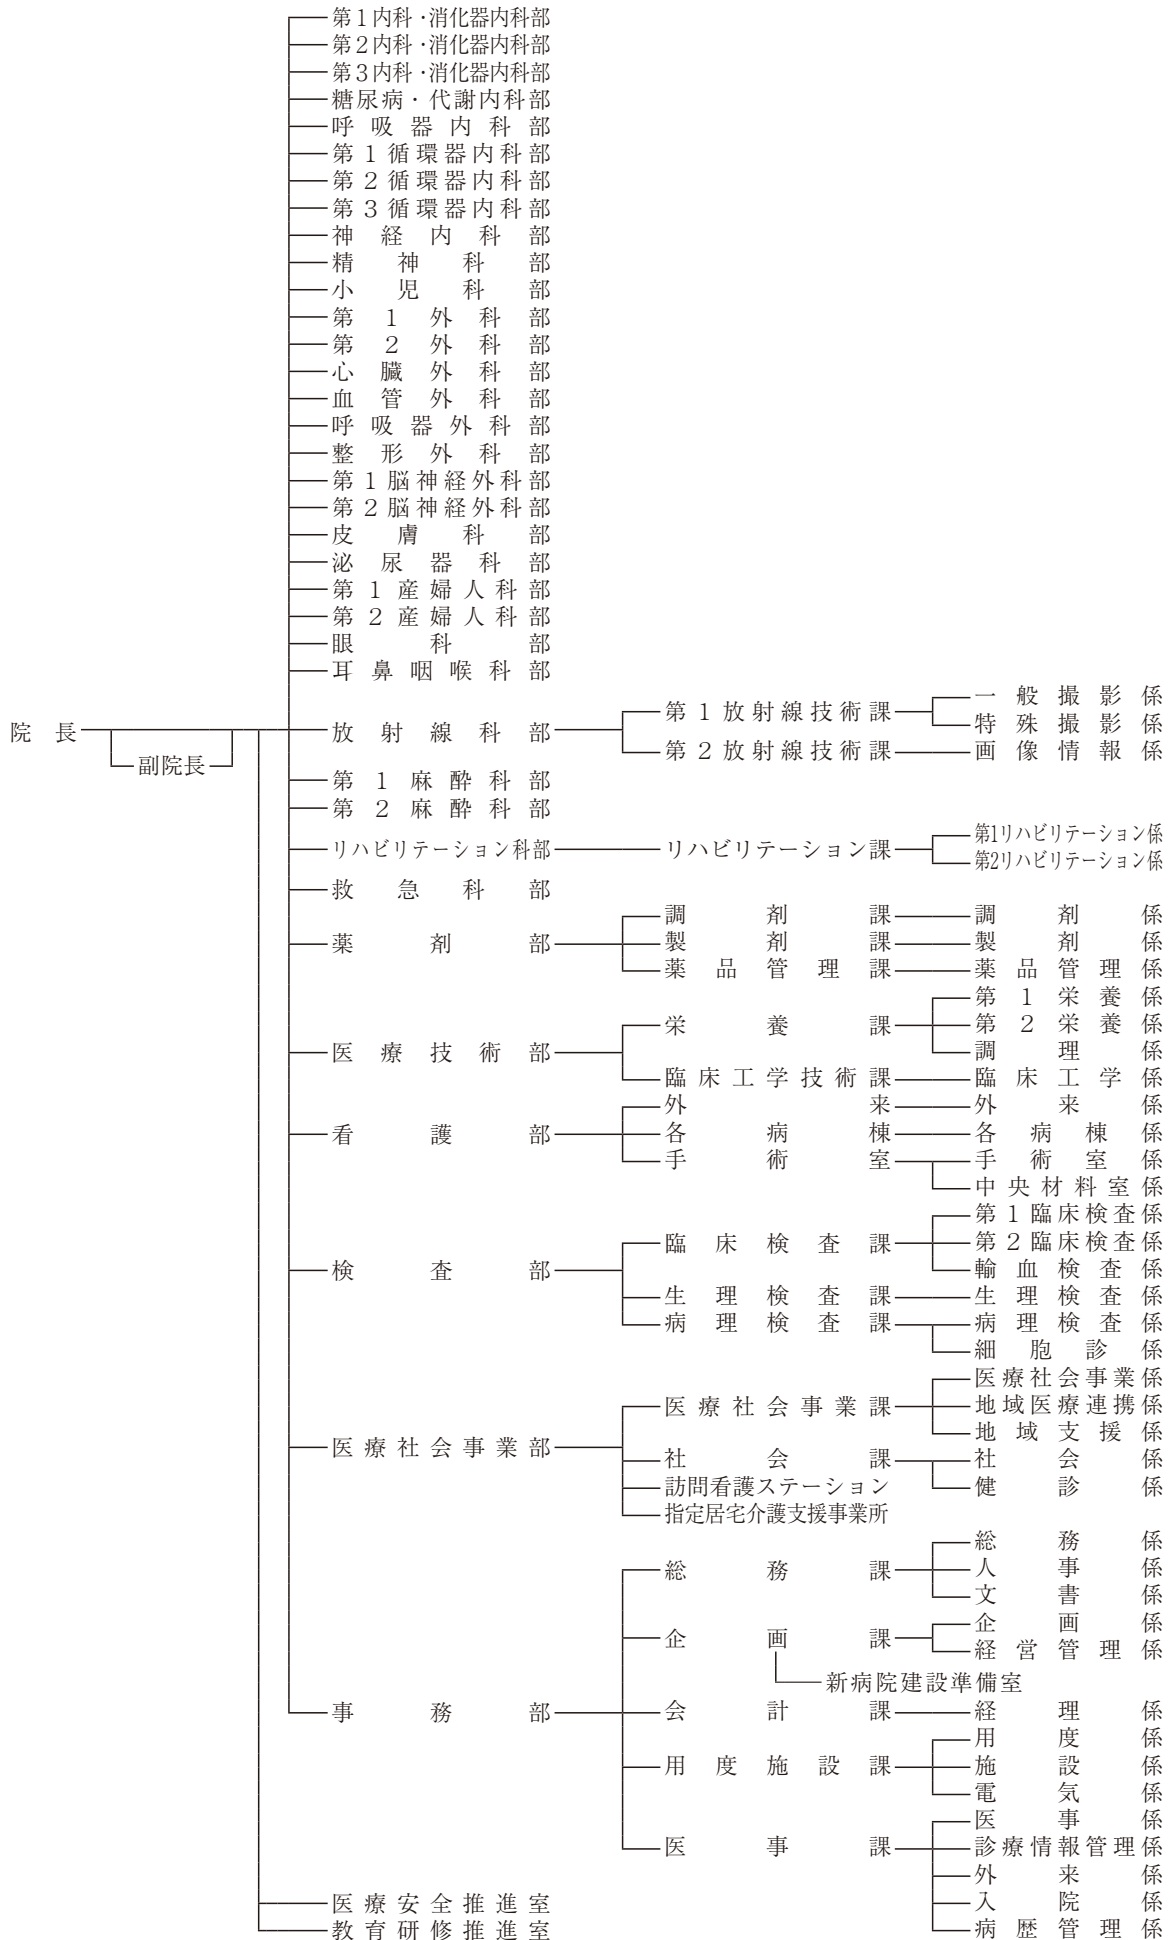 第1内科・消化器内科部
第2内科・消化器内科部
第3内科・消化器内科部
糖尿病・代謝内科部
呼吸器内科部
第1循環器内科部
第2循環器内科部
第3循環器内科部
神経内科部
精神科部
小児科部
第1外科部
第2外科部
心臓外科部
血管外科部
呼吸器外科部
整形外科部
第1脳神経外科部
第2脳神経外科部
皮膚科部
泌尿器科部
第1産婦人科部
第2産婦人科部
眼科部
耳鼻咽喉科部
院長
副院長
放射線科部
第1放射線技術課
一般撮影係
特殊撮影係
第2放射線技術課
画像情報係
第1麻酔科部
第2麻酔科部
リハビリテーション科部
リハビリテーション課
第1リハビリテーション係
第2リハビリテーション係
救急科部
薬剤部
調剤課
調剤係
製剤課
製剤係
薬品管理課
薬品管理係
医療技術部
栄養課
第1栄養係
第2栄養係
調理係
臨床工学技術課
臨床工学係
看護部
外来
外来係
各病棟
各病棟係
手術室
手術室係
中央材料室係
検査部
臨床検査課
第1臨床検査係
第2臨床検査係
輸血検査係
生理検査課
生理検査係
病理検査課
病理検査係
細胞診係
医療社会事業部
医療社会事業課
医療社会事業係
地域医療連携係
地域支援係
社会課
社会係
健診係
訪問看護ステーション
指定居宅介護支援事業所
事務部
総務課
総務係
人事係
文書係
企画課
企画係
経営管理係
新病院建設準備室
会計課
経理係
用度施設課
用度係
施設係
電気係
医事課
医事係
診療情報管理係
外来係
入院係
病歴管理係
医療安全推進室
教育研修推進室